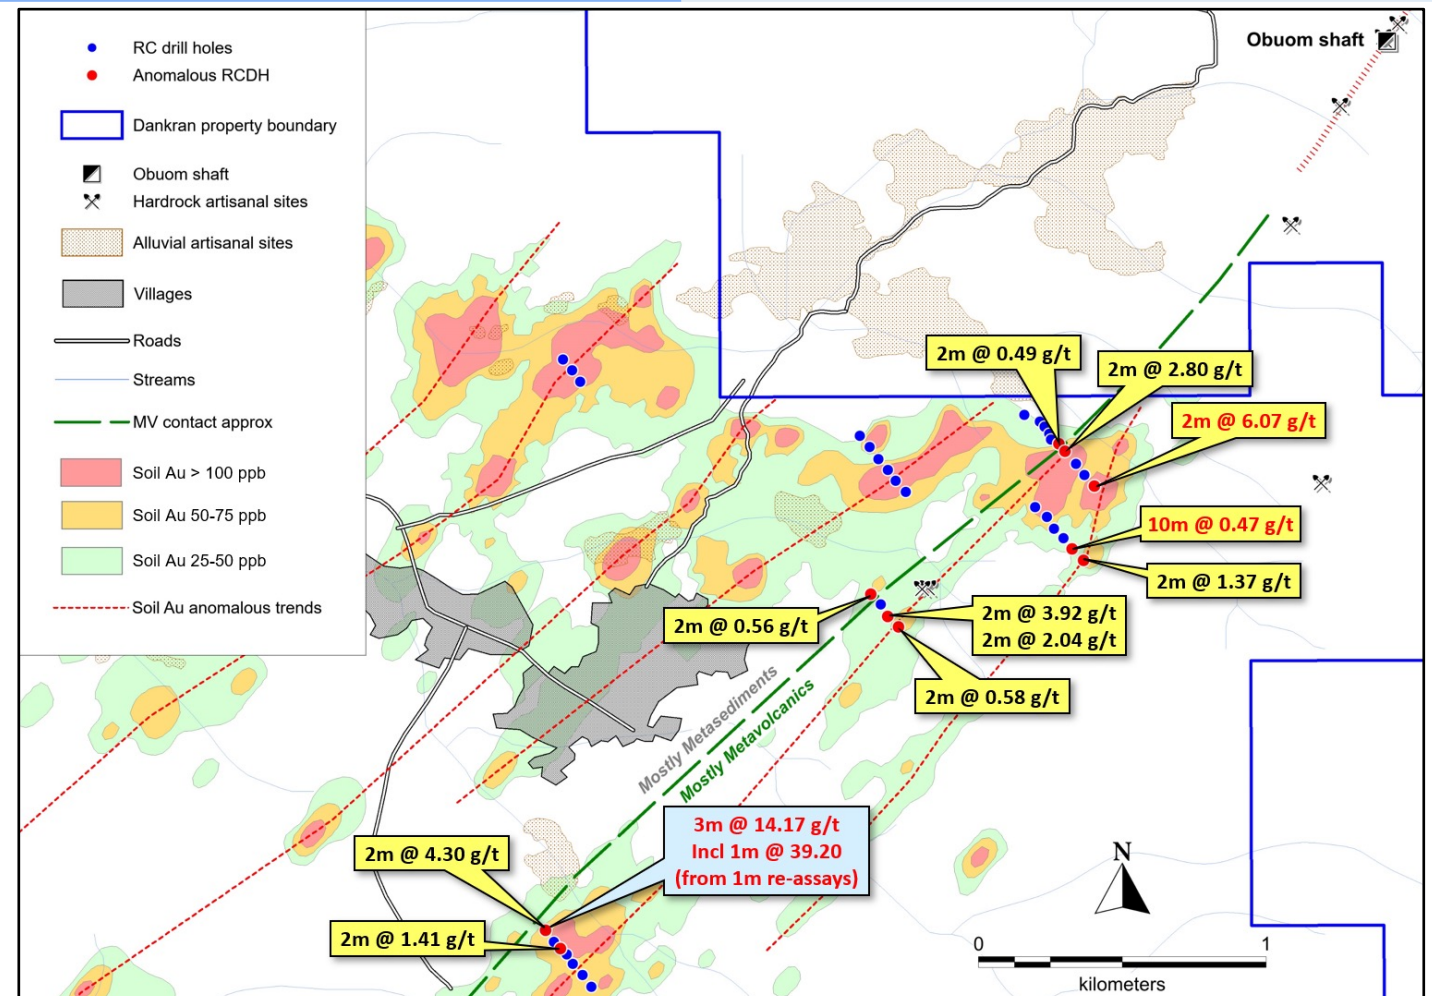 RC drill holes
Anomalous RCDH
Dankran property boundary
Obuom shaft
Hardrock artisanal sites
Alluvial artisanal sites
Villages
Roads
Streams
MV contact approx
Soil Au > 100 ppb
Soil Au 50-75 ppb
Soil Au 25-50 ppb
Soil Au anomalous trends
Obuom shaft
2m @ 0.49 g/t
2m @ 2.80 g/t
2m @ 6.07 g/t
10m @ 0.47 g/t
2m @ 1.37 g/t
2m @ 0.56 g/t
2m @ 3.92 g/t
2m @ 2.04 g/t
2m @ 0.58 g/t
Mostly Metasediments
Mostly Metavolcanics
3m @ 14.17 g/t
Incl 1m @ 39.20
(from 1m re-assays)
2m @ 4.30 g/t
2m @ 1.41 g/t
N
0 1
kilometers